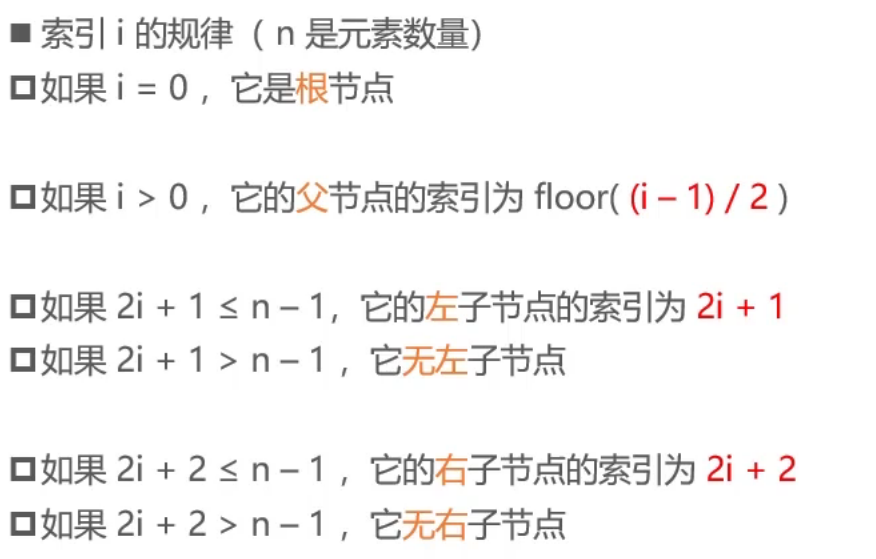 ■ 索引 i 的规律（ n 是元素数量）
□ 如果 i = 0 ，它是根节点
□ 如果 i > 0 ，它的父节点的索引为 floor( (i – 1) / 2 )
□ 如果 2i + 1 ≤ n – 1，它的左子节点的索引为 2i + 1
□ 如果 2i + 1 > n – 1 ，它无左子节点
□ 如果 2i + 2 ≤ n – 1 ，它的右子节点的索引为 2i + 2
□ 如果 2i + 2 > n – 1 ，它无右子节点